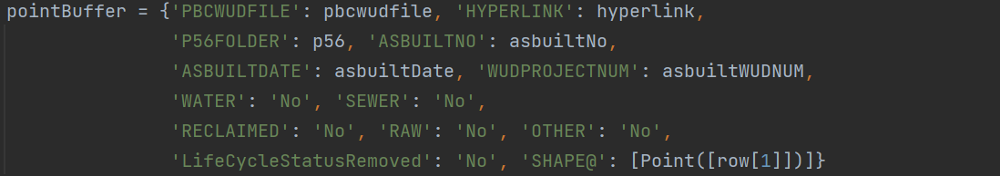 pointBuffer = {'PBCWUDFILE': pbcwudfile, 'HYPERLINK': hyperlink,
'P56FOLDER': p56, 'ASBUILTNO': asbuiltNo,
'ASBUILTDATE': asbuiltDate, 'WUDPROJECTNUM': asbuiltWUDNUM,
'WATER': 'No', 'SEWER': 'No',
'RECLAIMED': 'No', 'RAW': 'No', 'OTHER': 'No',
'LifeCycleStatusRemoved': 'No', 'SHAPE@': [Point([row[1]])]}